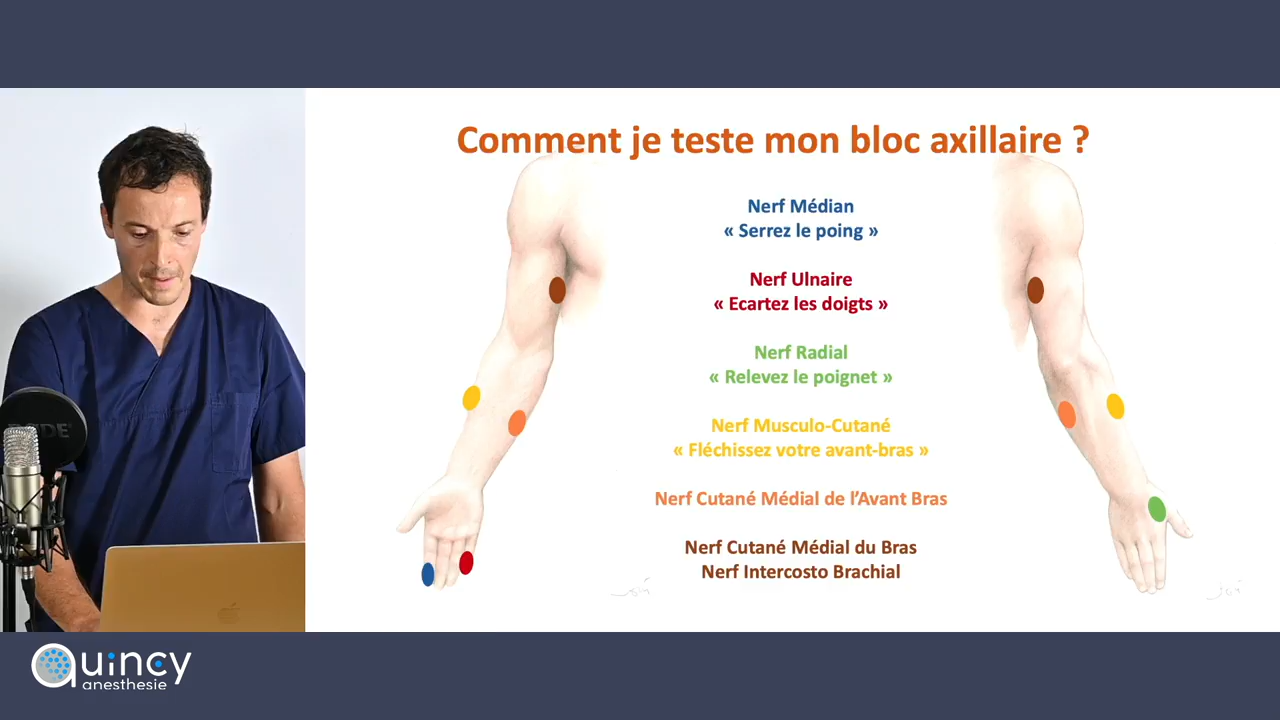 Comment je teste mon bloc axillaire ?
Nerf Médian
« Serrez le poing »
Nerf Ulnaire
« Ecartez les doigts »
Nerf Radial
« Relevez le poignet »
Nerf Musculo-Cutané
« Fléchissez votre avant-bras »
Nerf Cutané Médial de l’Avant Bras
Nerf Cutané Médial du Bras
Nerf Intercosto Brachial
RØDE
Quincy
anesthesie